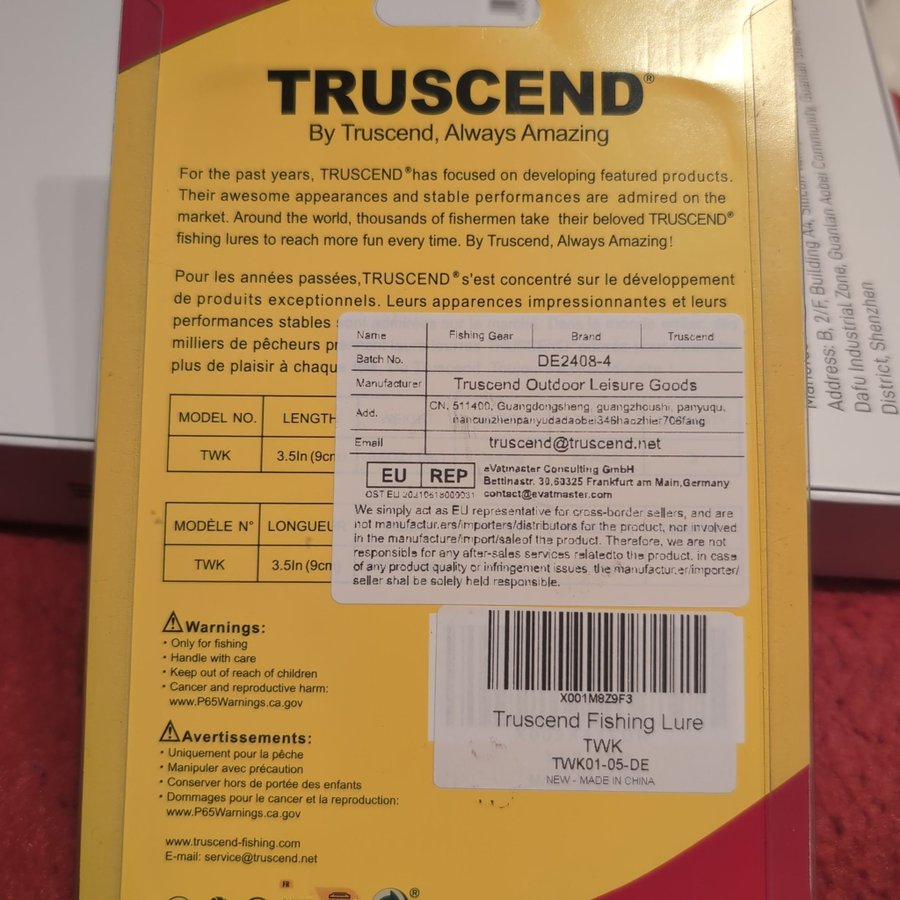 TRUSCEND®
By Truscend, Always Amazing
For the past years, TRUSCEND® has focused on developing featured products.
Their awesome appearances and stable performances are admired on the
market. Around the world, thousands of fishermen take their beloved TRUSCEND®
fishing lures to reach more fun every time. By Truscend, Always Amazing!
Pour les années passées, TRUSCEND® s'est concentré sur le développement
de produits exceptionnels. Leurs apparences impressionnantes et leurs
performances stables
milliers de pêcheurs
plus de plaisir à
MODEL NO. LENGTH
TWK 3.5In
MODÈLE N°
TWK 3.5In
Name Fishing Gear Brand Truscend
Batch No. DE2408-4
Manufacturer Truscend Outdoor Leisure Goods
Add. CN, 511400, Guangdongsheng, guangzhoushi, panyuqu,
nancunzhenpanyudadaobei346haozhier706fang
Email truscend@truscend.net
EU REP
OST EU 20210618000031
eVatmaster Consulting GmbH
Bettinastr. 30,60325 Frankfurt am Main,Germany
contact@evatmaster.com
We simply act as EU representative for cross-border sellers, and are
not manufacturers/importers/distributors for the product, nor involved
in the manufacture/import/saleof the product. Therefore, we are not
responsible for any after-sales services relatedto the product. in case
of any product quality or infringement issues, the manufacturer/importer/
seller shal be solely held responsible.
Warnings:
• Only for fishing
• Handle with care
• Keep out of reach of children
• Cancer and reproductive harm:
www.P65Warnings.ca.gov
Avertissements:
• Uniquement pour la pêche
• Manipuler avec précaution
• Conserver hors de portée des enfants
• Dommages pour le cancer et la reproduction:
www.P65Warnings.ca.gov
www.truscend-fishing.com
E-mail: service@truscend.net
X001M8Z9F3
Truscend Fishing Lure
TWK
TWK01-05-DE
NEW - MADE IN CHINA
FR
®
Address: B, 2/F, Building A4,
Dafu Industrial Zone, Guanlan Aobei Community, Guanlan
District, Shenzhen